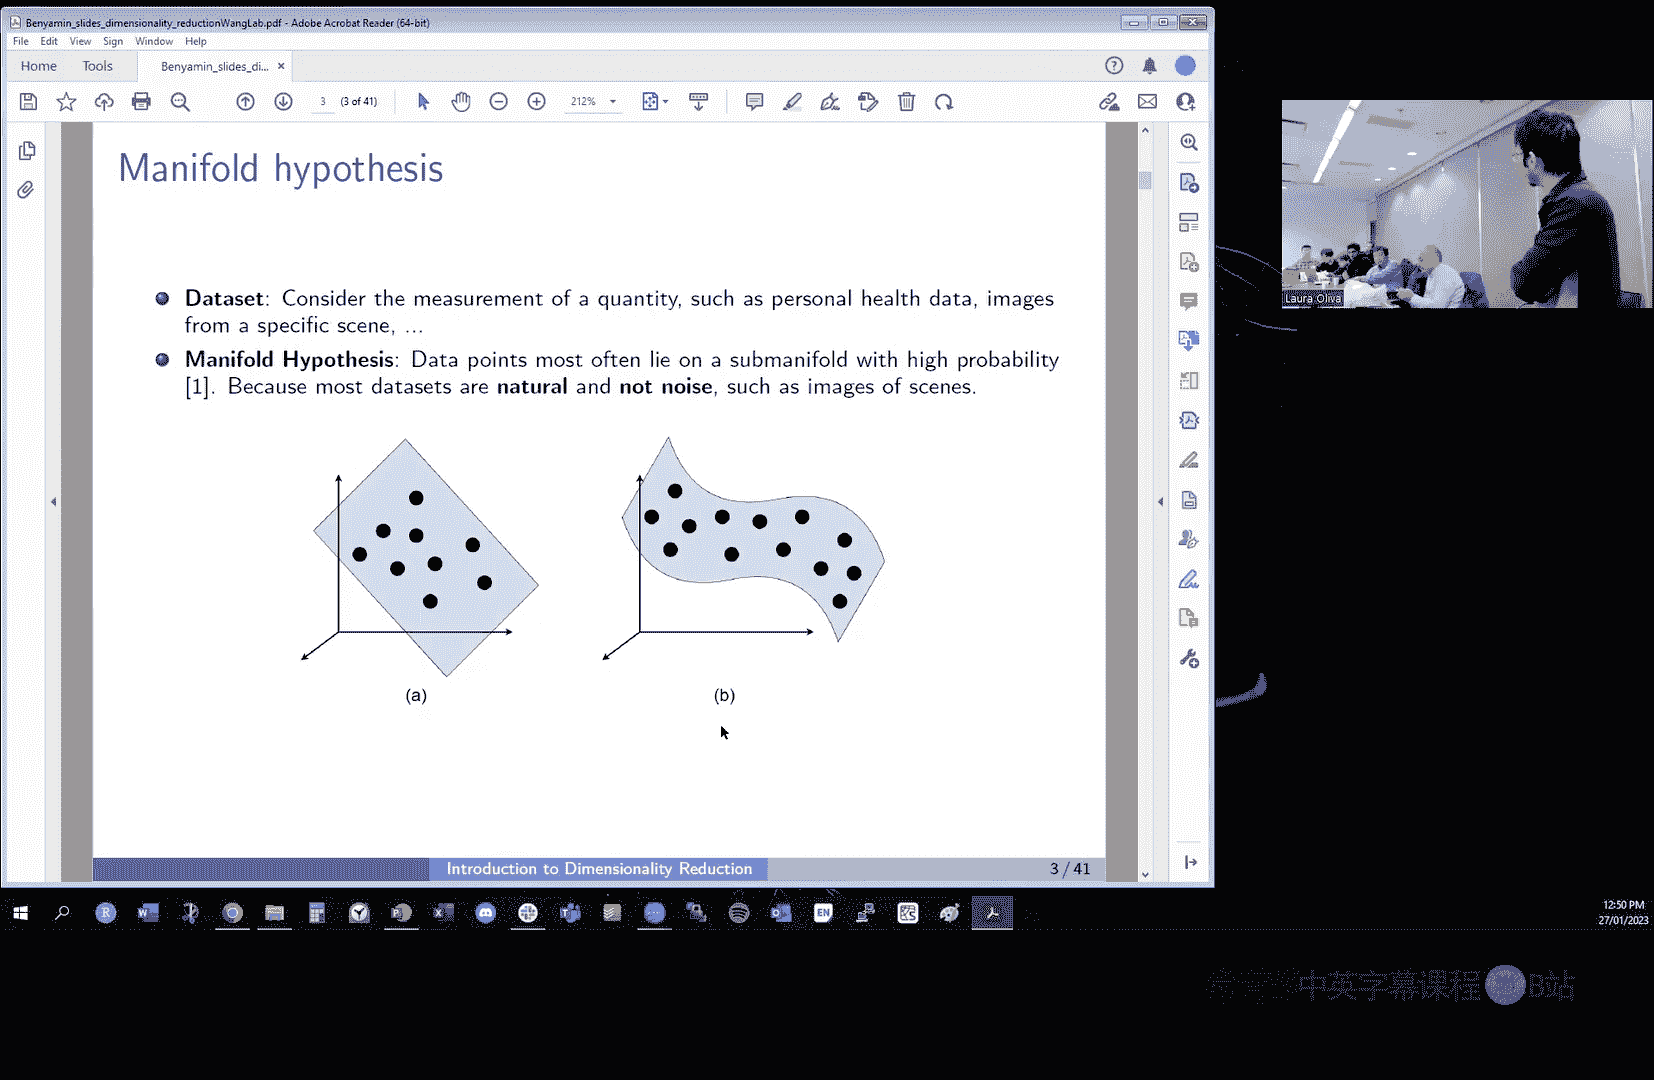 Benyamin_slides_dimensionality_reductionWangLab.pdf - Adobe Acrobat Reader (64-bit)
File Edit View Sign Window Help
Home Tools Benyamin_slides_di... ×
3 (3 of 41) 212%
Manifold hypothesis
Dataset: Consider the measurement of a quantity, such as personal health data, images
from a specific scene, ...
Manifold Hypothesis: Data points most often lie on a submanifold with high probability
[1]. Because most datasets are natural and not noise, such as images of scenes.
(a) (b)
Introduction to Dimensionality Reduction 3 / 41
Laura Oliva
EN
12:50 PM
27/01/2023
中英字幕课程 B站